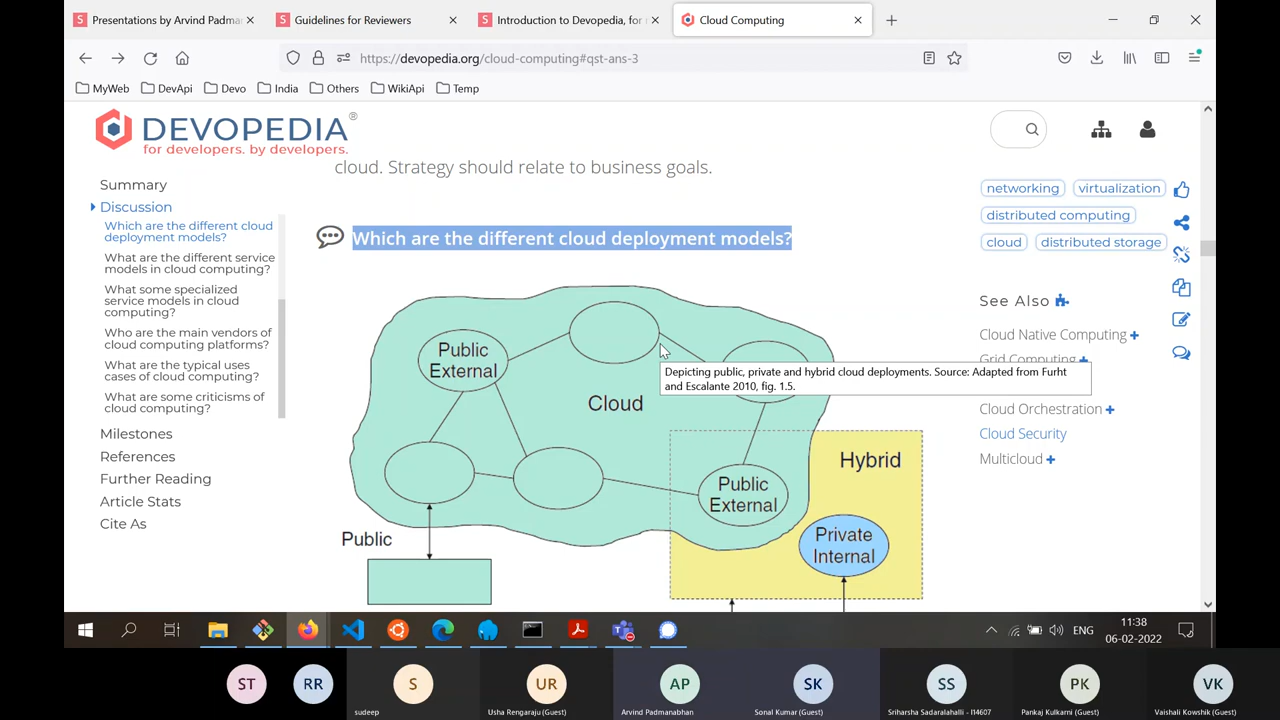 Presentations by Arvind Padma
Guidelines for Reviewers
Introduction to Devopedia, for
Cloud Computing
https://devopedia.org/cloud-computing#qst-ans-3
MyWeb
DevApi
Devo
India
Others
WikiApi
Temp
DEVOPEDIA®
for developers. by developers.
Summary
Discussion
Which are the different cloud
deployment models?
What are the different service
models in cloud computing?
What some specialized
service models in cloud
computing?
Who are the main vendors of
cloud computing platforms?
What are the typical uses
cases of cloud computing?
What are some criticisms of
cloud computing?
Milestones
References
Further Reading
Article Stats
Cite As
cloud. Strategy should relate to business goals.
Which are the different cloud deployment models?
Public
External
Cloud
Depicting public, private and hybrid cloud deployments. Source: Adapted from Furht
and Escalante 2010, fig. 1.5.
Hybrid
Public
External
Private
Internal
Public
networking
virtualization
distributed computing
cloud
distributed storage
See Also
Cloud Native Computing +
Grid Computing +
Cloud Orchestration +
Cloud Security
Multicloud +
ENG
11:38
06-02-2022
ST
RR
S
sudeep
UR
Usha Rengaraju (Guest)
AP
Arvind Padmanabhan
SK
Sonal Kumar (Guest)
SS
Sriharsha Sadaralahalli - I14607
PK
Pankaj Kulkarni (Guest)
VK
Vaishali Kowshik (Guest)